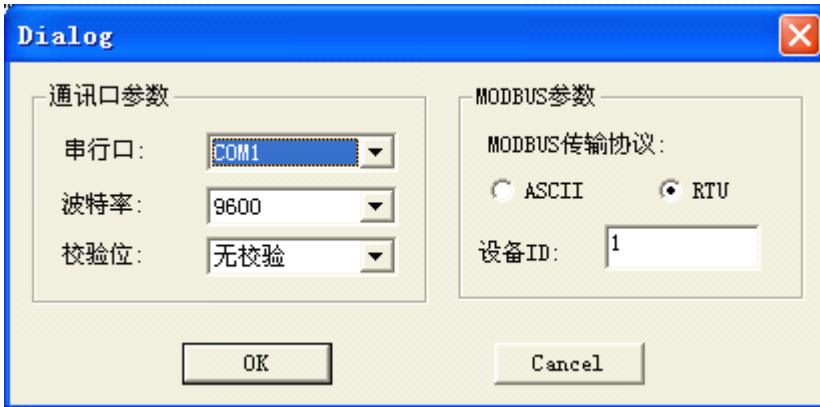 Dialog
通讯口参数
串行口:
COM1
波特率:
9600
校验位:
无校验
MODBUS参数
MODBUS传输协议:
ASCII
RTU
设备ID:
1
OK
Cancel